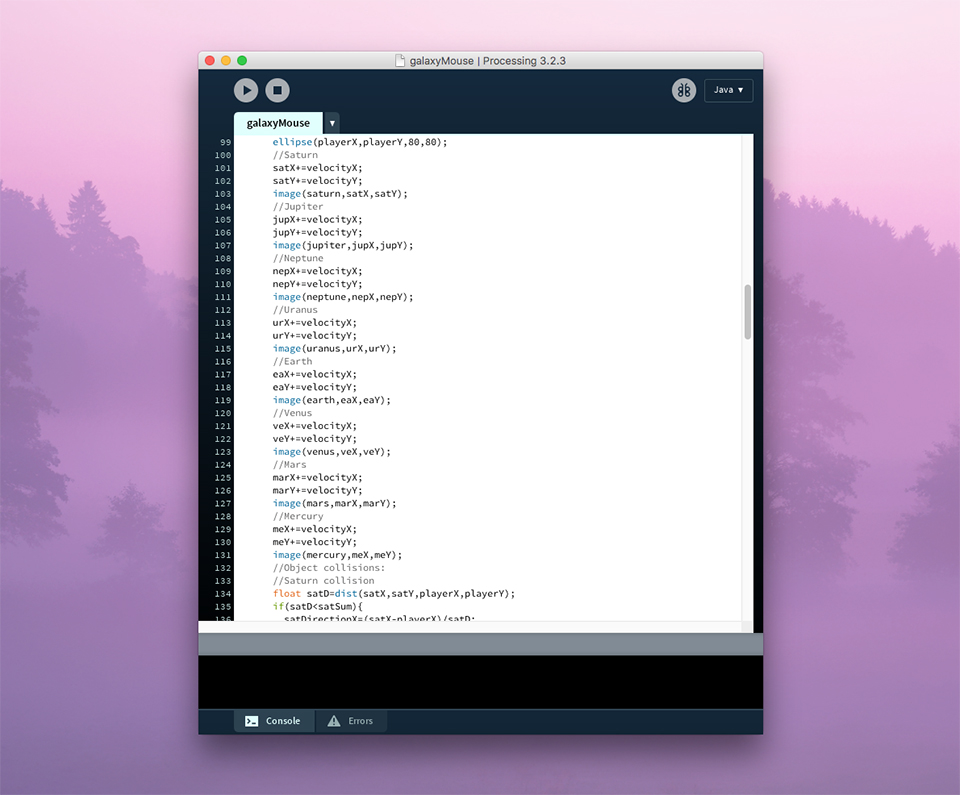 galaxyMouse | Processing 3.2.3
Java ▼
galaxyMouse ▼
99 ellipse(playerX,playerY,80,80);
100 //Saturn
101 satX+=velocityX;
102 satY+=velocityY;
103 image(saturn,satX,satY);
104 //Jupiter
105 jupX+=velocityX;
106 jupY+=velocityY;
107 image(jupiter,jupX,jupY);
108 //Neptune
109 nepX+=velocityX;
110 nepY+=velocityY;
111 image(neptune,nepX,nepY);
112 //Uranus
113 urX+=velocityX;
114 urY+=velocityY;
115 image(uranus,urX,urY);
116 //Earth
117 eaX+=velocityX;
118 eaY+=velocityY;
119 image(earth,eaX,eaY);
120 //Venus
121 veX+=velocityX;
122 veY+=velocityY;
123 image(venus,veX,veY);
124 //Mars
125 marX+=velocityX;
126 marY+=velocityY;
127 image(mars,marX,marY);
128 //Mercury
129 meX+=velocityX;
130 meY+=velocityY;
131 image(mercury,meX,meY);
132 //Object collisions:
133 //Saturn collision
134 float satD=dist(satX,satY,playerX,playerY);
135 if(satD<satSum){
136 satDirectionX=(satX-playerX)/satD;
Console
Errors